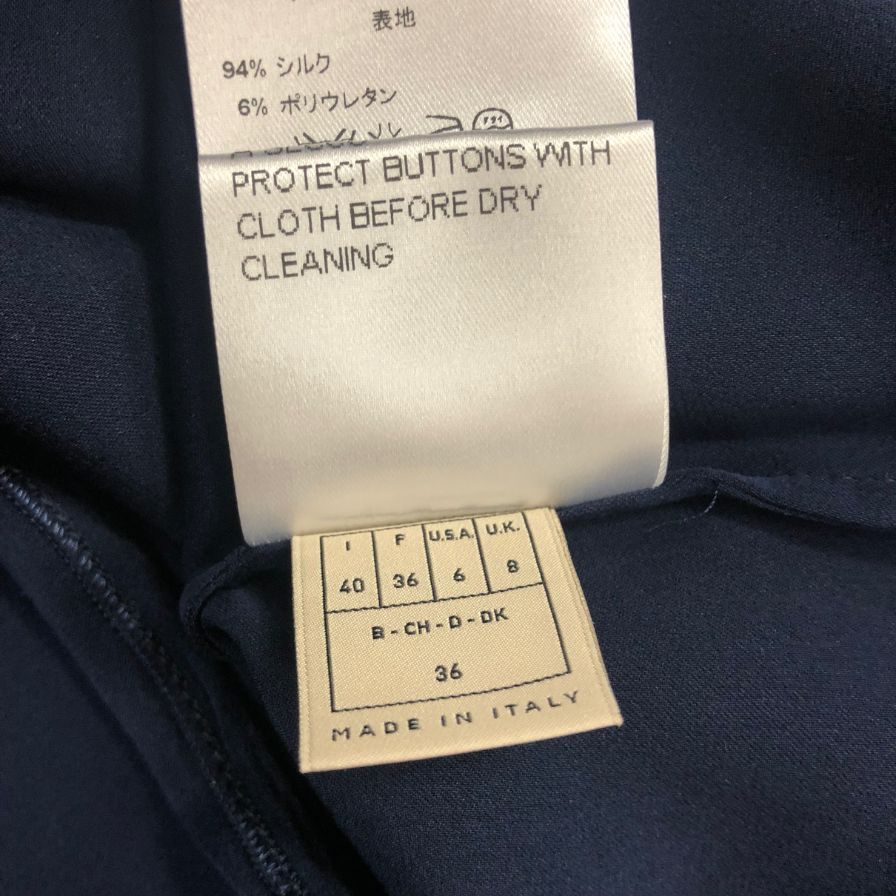 表地
94% シルク
6% ポリウレタン
PROTECT BUTTONS WITH
CLOTH BEFORE DRY
CLEANING
I F U.S.A. U.K.
40 36 6 8
B - CH - D - DK
36
MADE IN ITALY